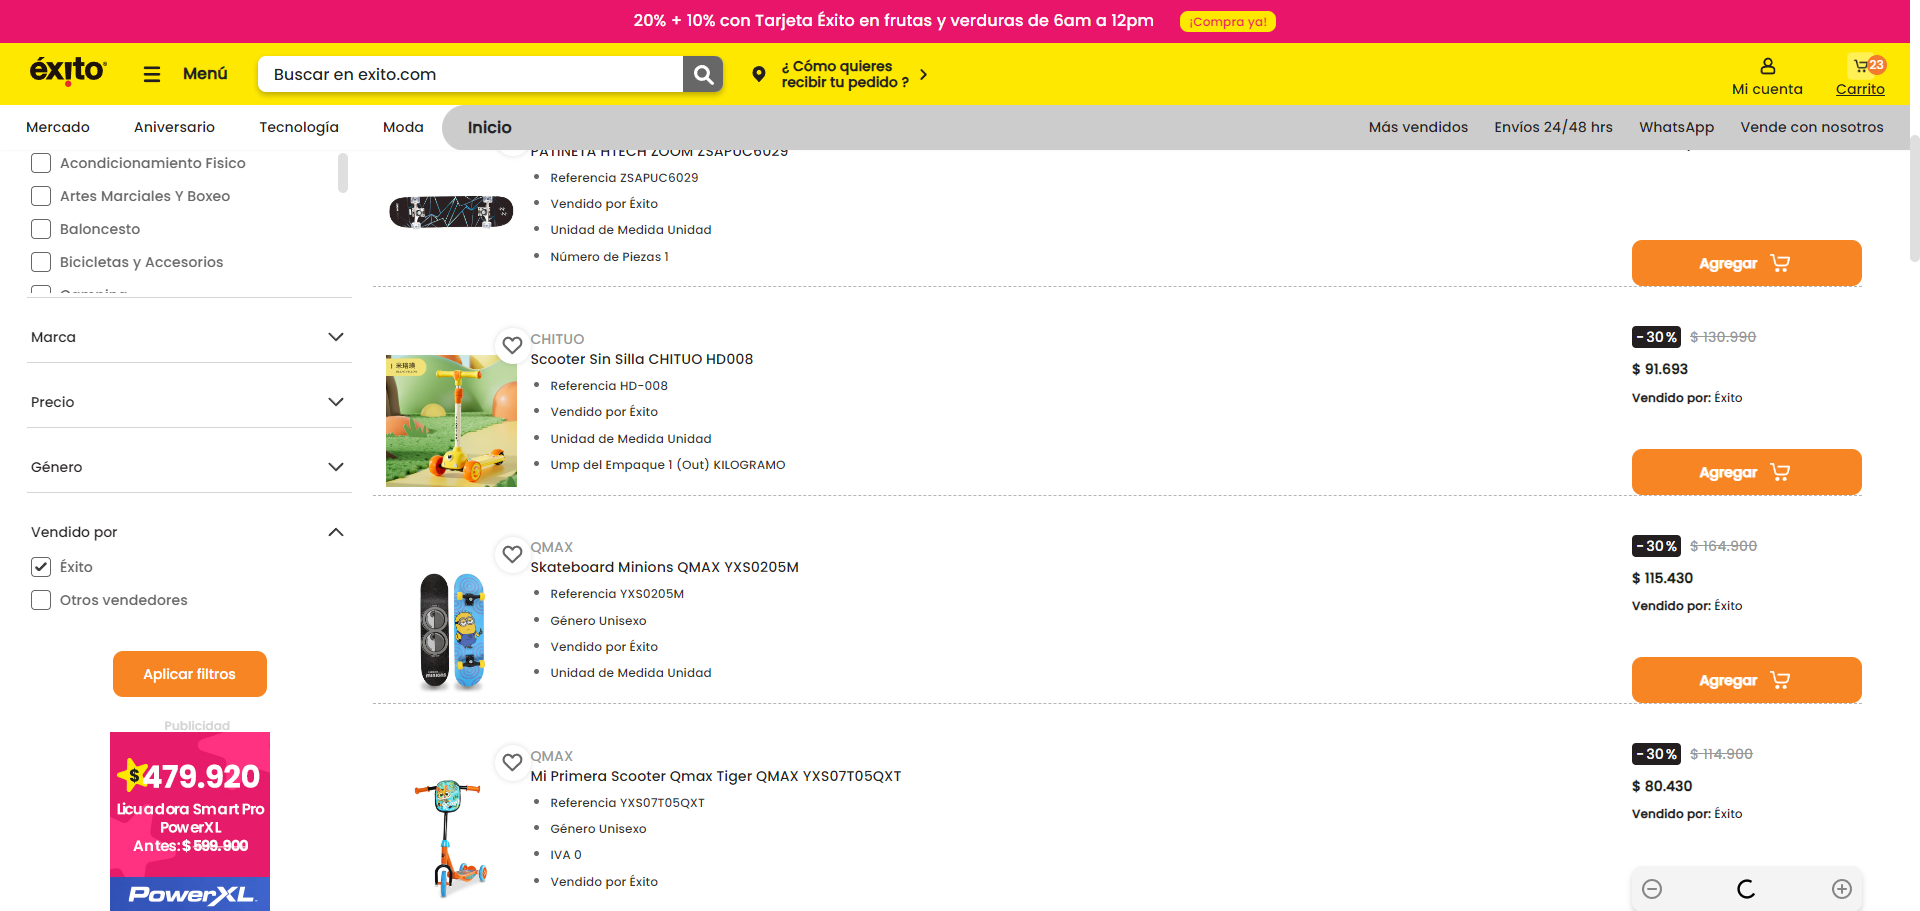 20% + 10% con Tarjeta Éxito en frutas y verduras de 6am a 12pm
¡Compra ya!
éxito
Menú
Buscar en exito.com
¿ Cómo quieres
recibir tu pedido ?
Mi cuenta
23
Carrito
Mercado
Aniversario
Tecnología
Moda
Inicio
Más vendidos
Envíos 24/48 hrs
WhatsApp
Vende con nosotros
Acondicionamiento Fisico
Artes Marciales Y Boxeo
Baloncesto
Bicicletas y Accesorios
Camping
Marca
Precio
Género
Vendido por
Éxito
Otros vendedores
Aplicar filtros
Publicidad
$479.920
Licuadora Smart Pro
PowerXL
Antes: $ 599.900
PowerXL
PATINETA HTECH ZOOM ZSAPUC6029
Referencia ZSAPUC6029
Vendido por Éxito
Unidad de Medida Unidad
Número de Piezas 1
Agregar
CHITUO
Scooter Sin Silla CHITUO HD008
Referencia HD-008
Vendido por Éxito
Unidad de Medida Unidad
Ump del Empaque 1 (Out) KILOGRAMO
-30% $ 130.990
$ 91.693
Vendido por: Éxito
Agregar
QMAX
Skateboard Minions QMAX YXS0205M
Referencia YXS0205M
Género Unisexo
Vendido por Éxito
Unidad de Medida Unidad
-30% $ 164.900
$ 115.430
Vendido por: Éxito
Agregar
QMAX
Mi Primera Scooter Qmax Tiger QMAX YXS07T05QXT
Referencia YXS07T05QXT
Género Unisexo
IVA 0
Vendido por Éxito
-30% $ 114.900
$ 80.430
Vendido por: Éxito